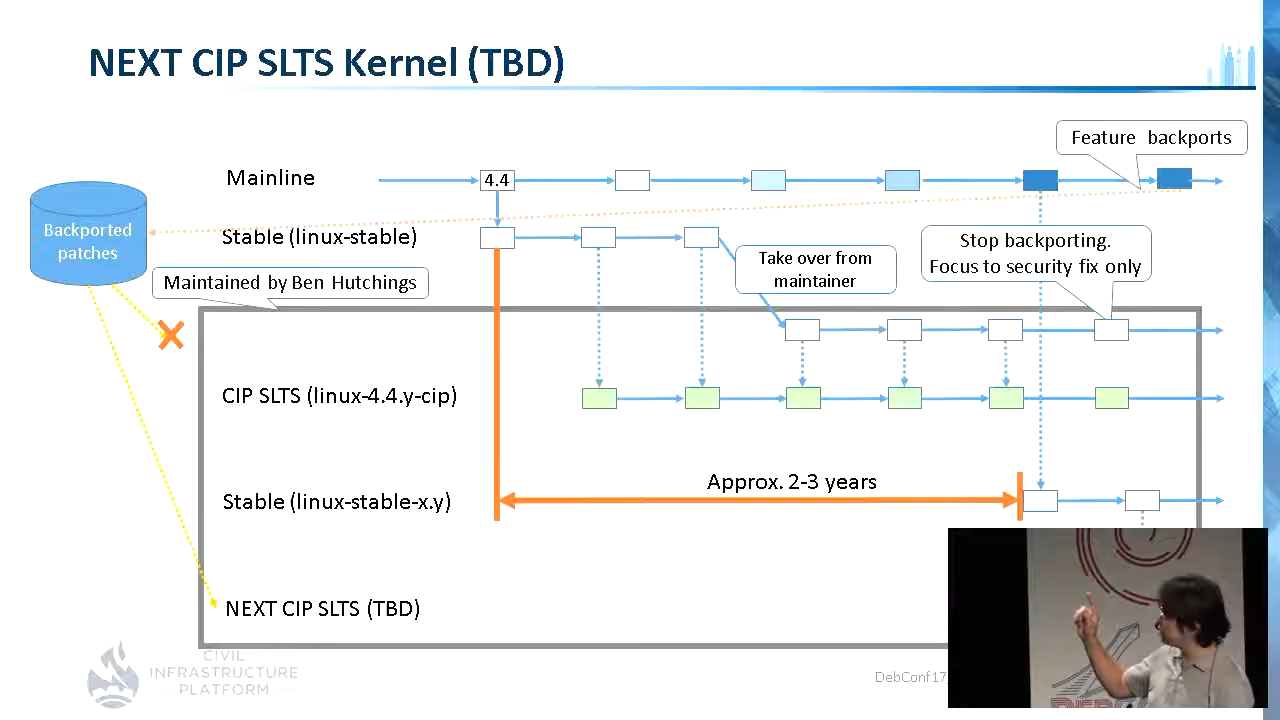 NEXT CIP SLTS Kernel (TBD)
Feature backports
Mainline
4.4
Backported
patches
Stable (linux-stable)
Take over from
maintainer
Stop backporting.
Focus to security fix only
Maintained by Ben Hutchings
CIP SLTS (linux-4.4.y-cip)
Approx. 2-3 years
Stable (linux-stable-x.y)
NEXT CIP SLTS (TBD)
CIVIL
INFRASTRUCTURE
PLATFORM
DebConf17